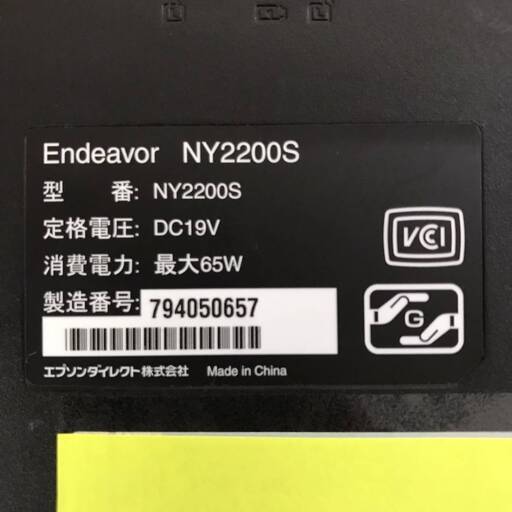 Endeavor NY2200S
型 番: NY2200S
定格電圧: DC19V
消費電力: 最大65W
製造番号: 794050657
エプソンダイレクト株式会社 Made in China
VCCI
G